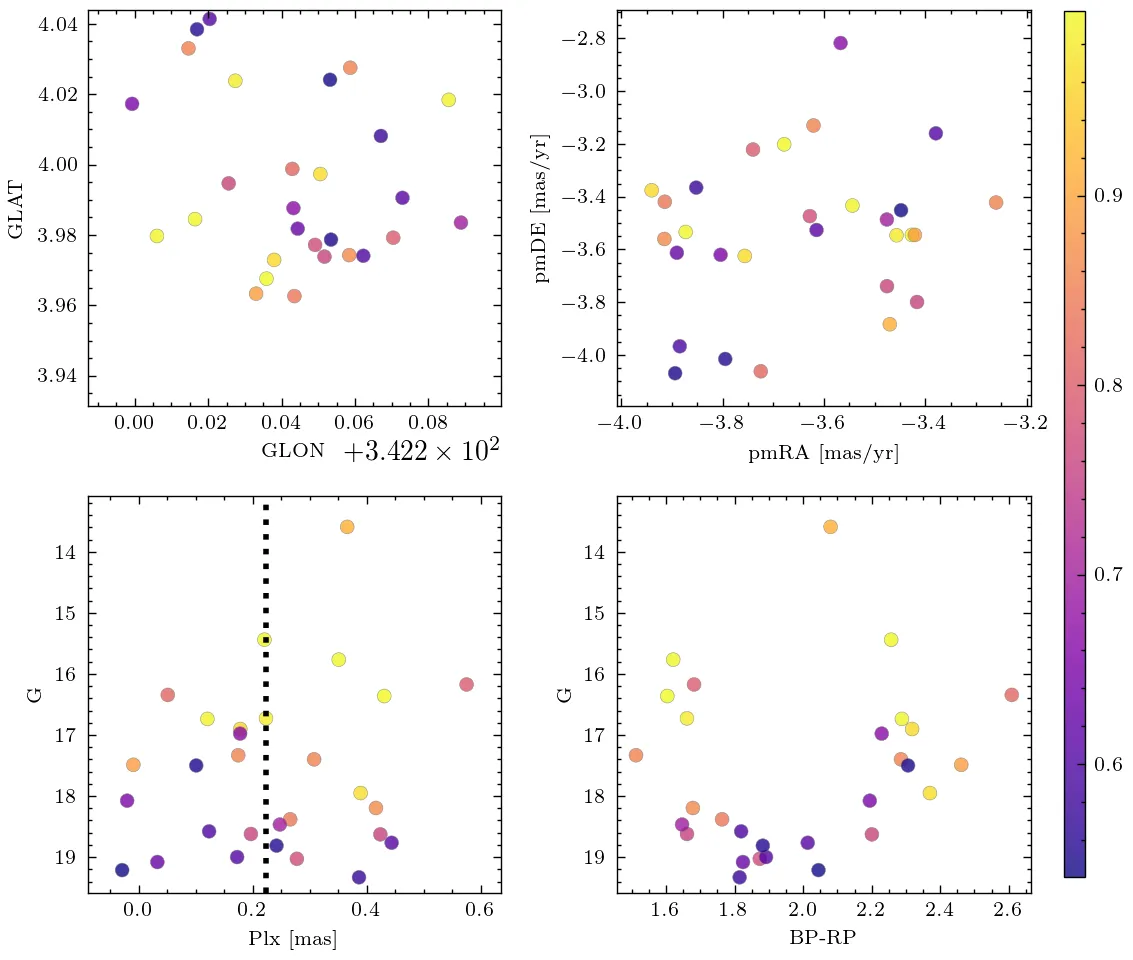 4.04
4.02
4.00
3.98
3.96
3.94
GLAT
0.00 0.02 0.04 0.06 0.08
GLON +3.422 × 10²
−2.8
−3.0
−3.2
−3.4
−3.6
−3.8
−4.0
pmDE [mas/yr]
−4.0 −3.8 −3.6 −3.4 −3.2
pmRA [mas/yr]
0.9
0.8
0.7
0.6
14
15
16
17
18
19
G
0.0 0.2 0.4 0.6
Plx [mas]
14
15
16
17
18
19
G
1.6 1.8 2.0 2.2 2.4 2.6
BP-RP